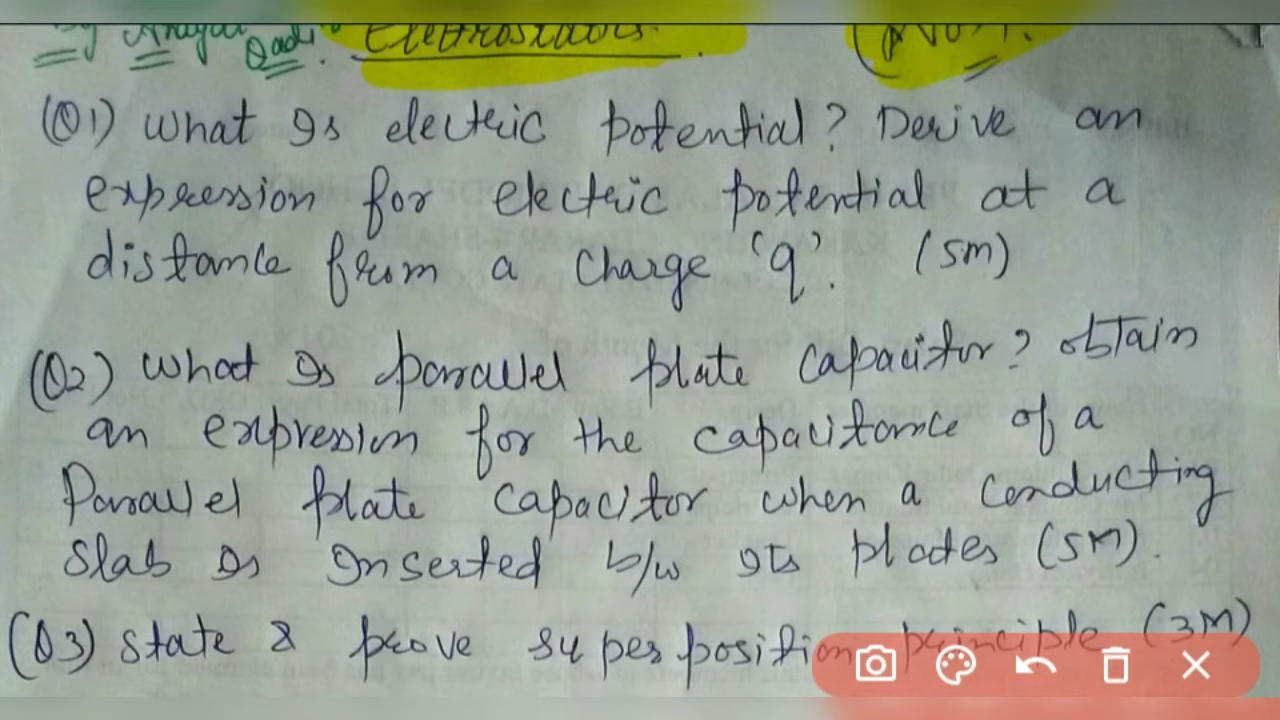 Electrostatics.
(Q1) What Is electric potential? Derive an
expression for electric potential at a
distance from a charge 'q'. (5m)
(Q2) What Is parallel plate capacitor? obtain
an expression for the capacitance of a
Parallel plate capacitor when a conducting
slab is Inserted b/w its plates (5M).
(Q3) state & prove superposition principle (3M)